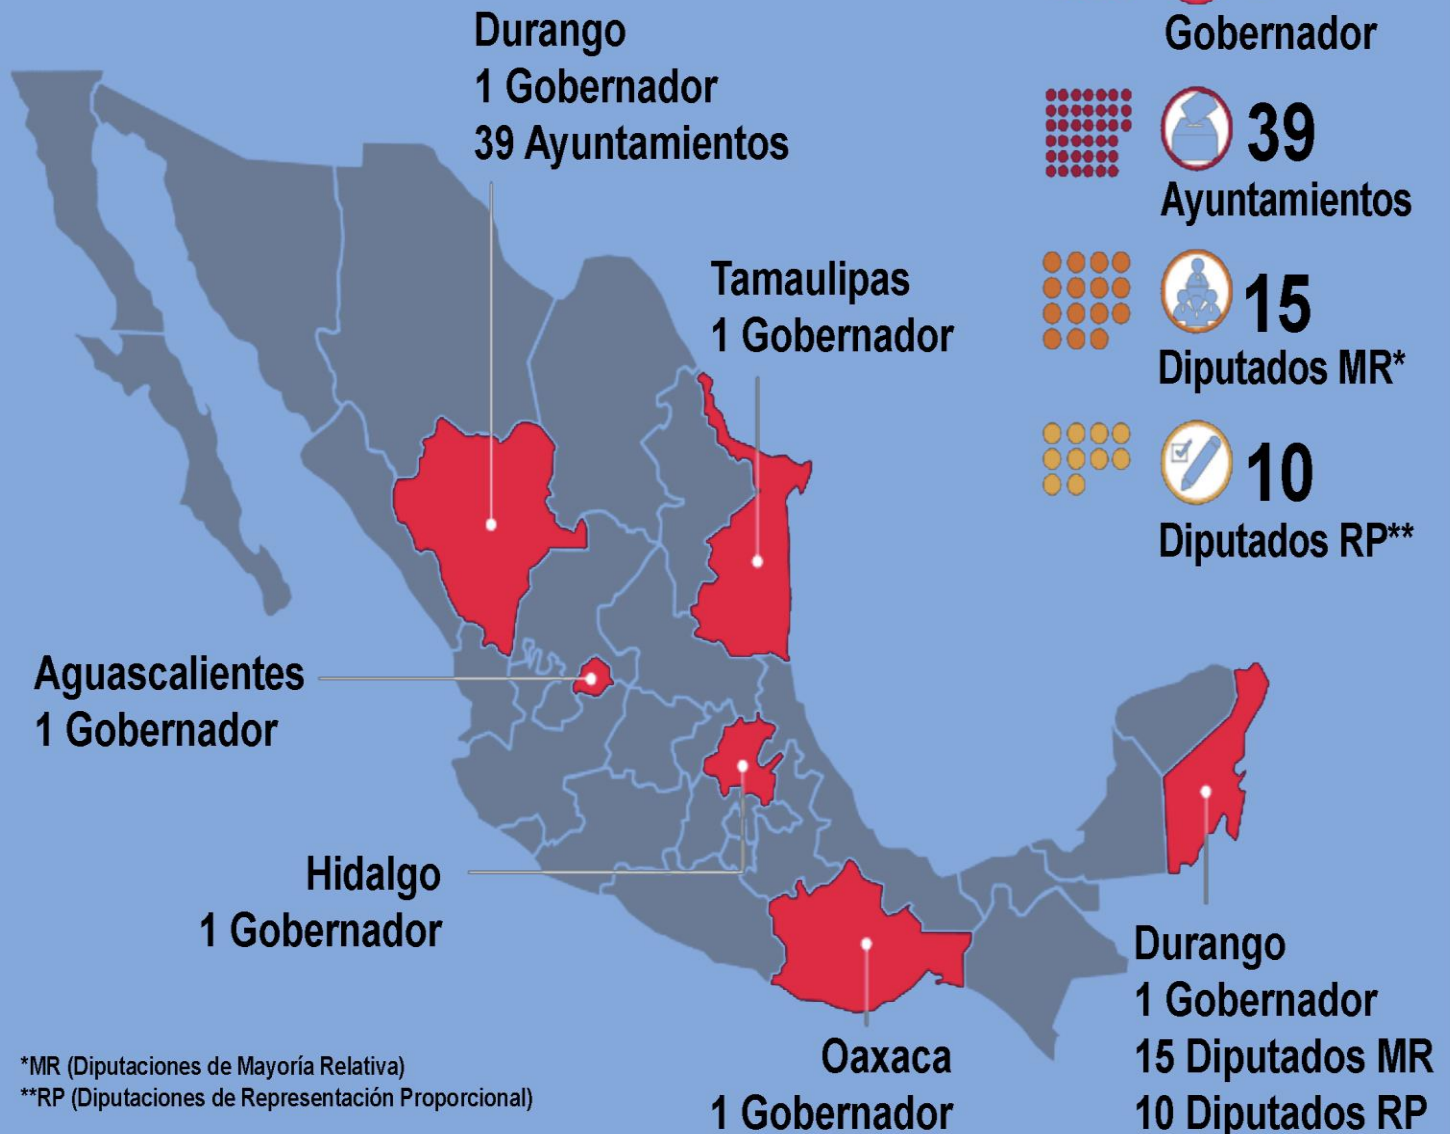 Durango
1 Gobernador
39 Ayuntamientos
Gobernador
39
Ayuntamientos
Tamaulipas
1 Gobernador
15
Diputados MR*
10
Diputados RP**
Aguascalientes
1 Gobernador
Hidalgo
1 Gobernador
Oaxaca
1 Gobernador
Durango
1 Gobernador
15 Diputados MR
10 Diputados RP
*MR (Diputaciones de Mayoría Relativa)
**RP (Diputaciones de Representación Proporcional)